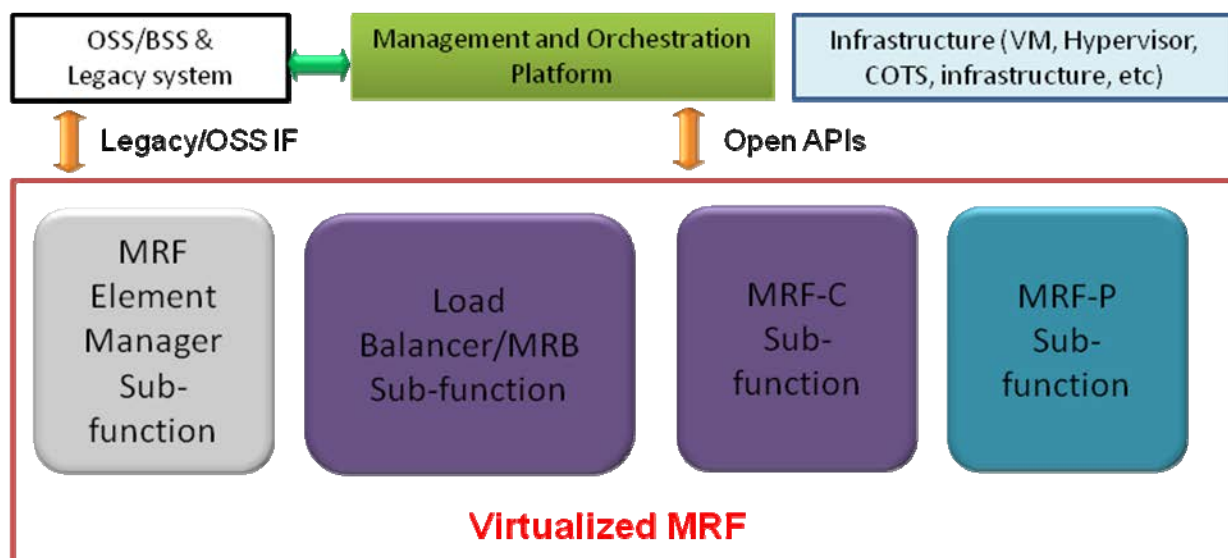 OSS/BSS &
Legacy system
Management and Orchestration
Platform
Infrastructure (VM, Hypervisor,
COTS, infrastructure, etc)
Legacy/OSS IF
Open APIs
MRF
Element
Manager
Sub-
function
Load
Balancer/MRB
Sub-function
MRF-C
Sub-
function
MRF-P
Sub-
function
Virtualized MRF